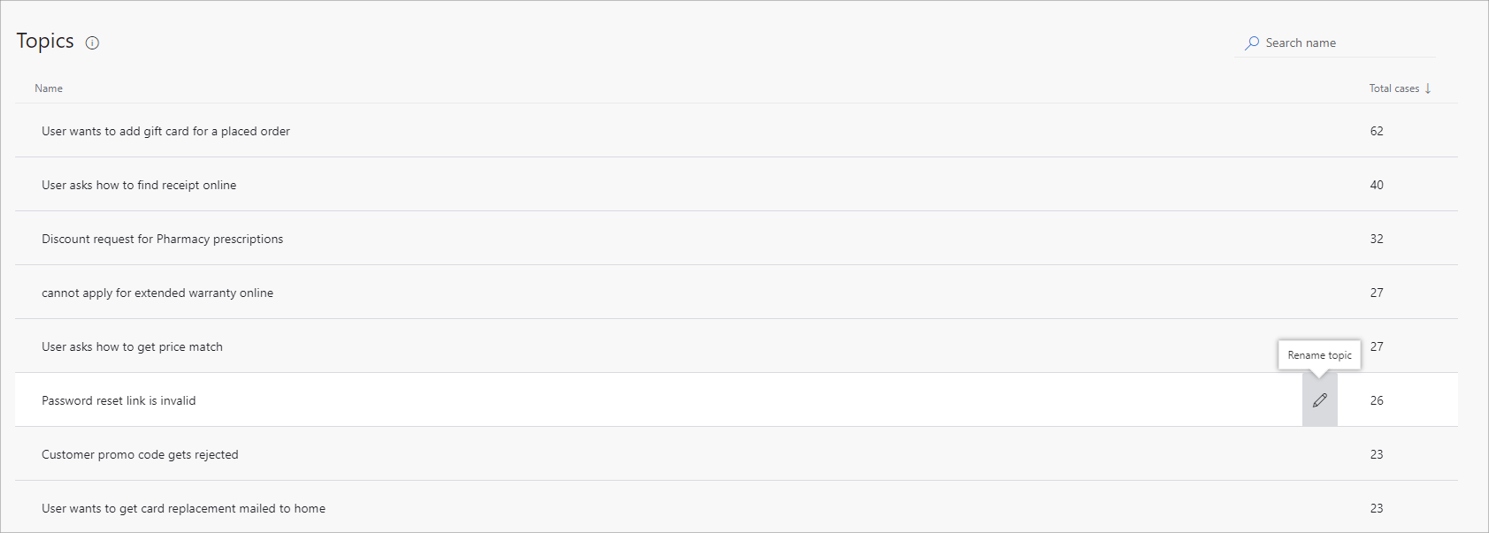 Topics
Search name
Name Total cases ↓
User wants to add gift card for a placed order 62
User asks how to find receipt online 40
Discount request for Pharmacy prescriptions 32
cannot apply for extended warranty online 27
User asks how to get price match 27
Rename topic
Password reset link is invalid 26
Customer promo code gets rejected 23
User wants to get card replacement mailed to home 23